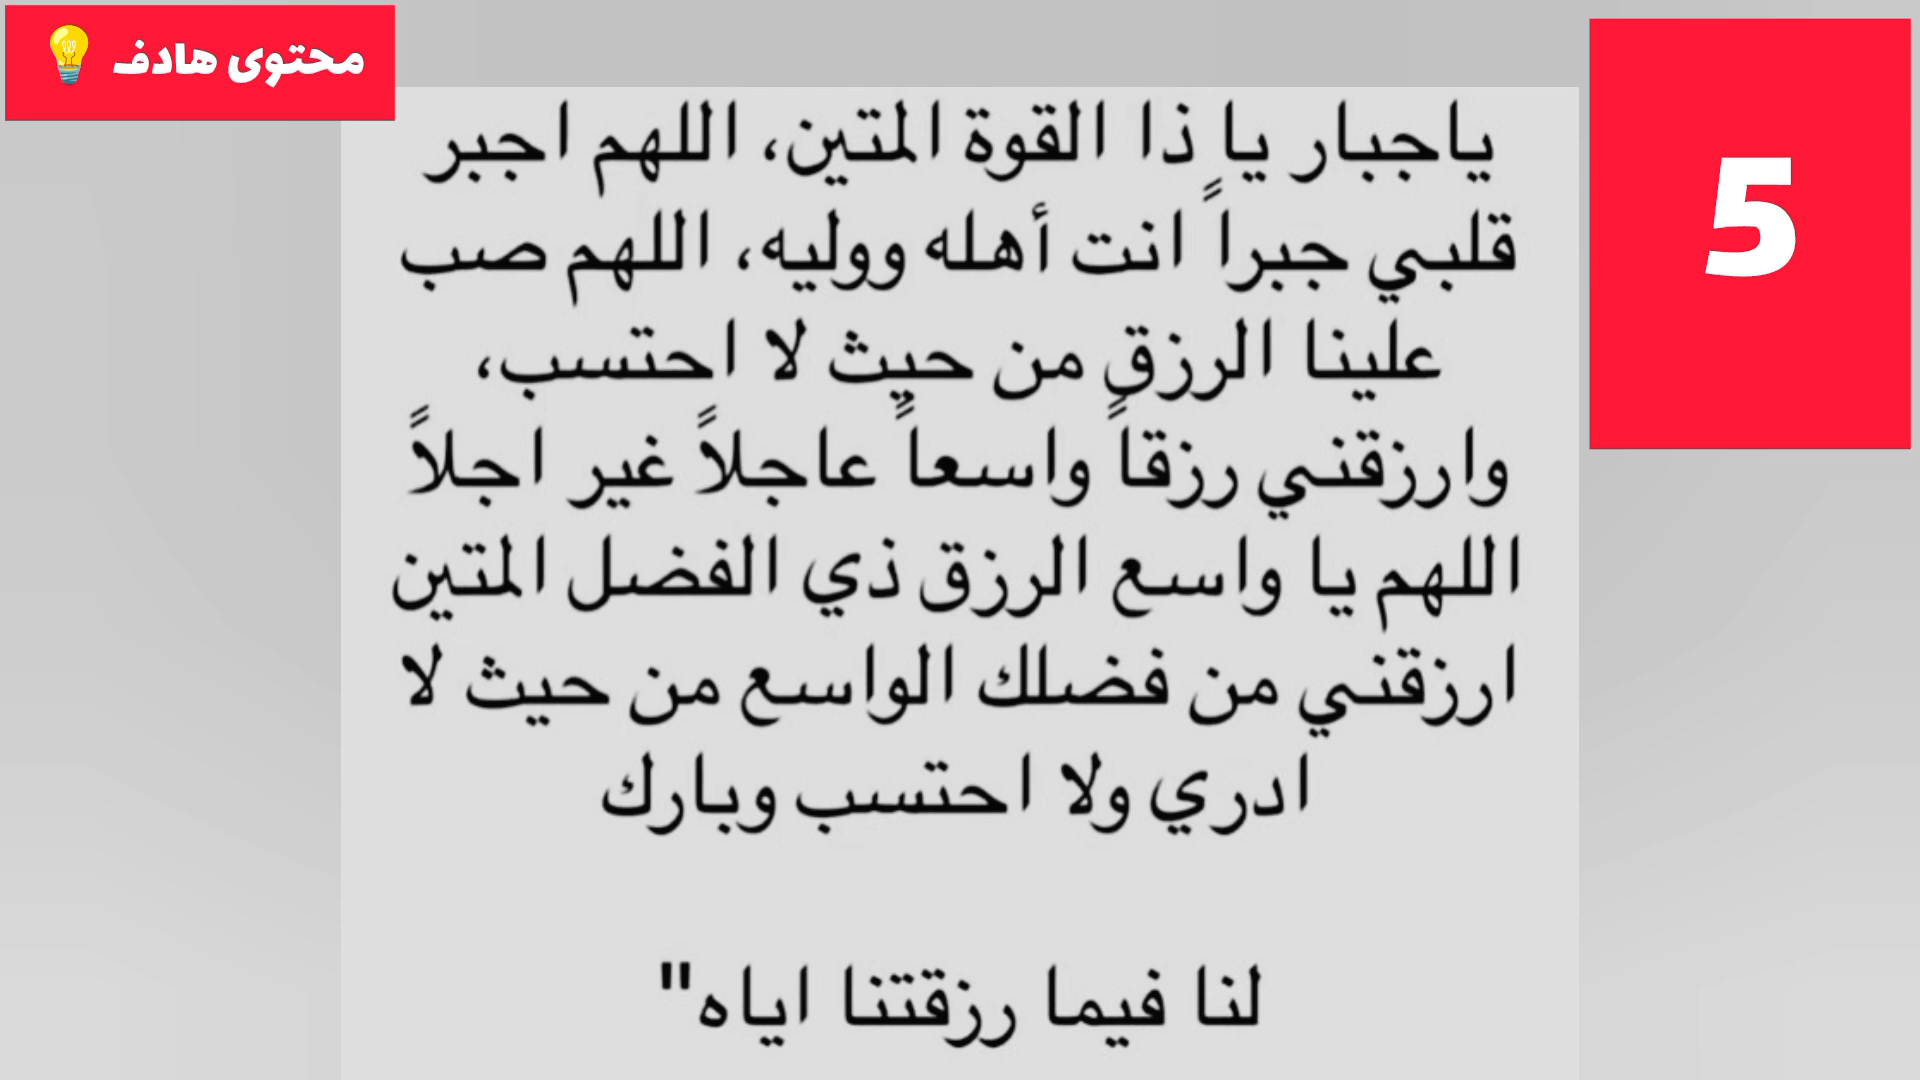 محتوى هادف
5
ياجبار يا ذا القوة المتين، اللهم اجبر
قلبي جبراً انت أهله ووليه، اللهم صب
علينا الرزق من حيث لا احتسب،
وارزقني رزقاً واسعاً عاجلاً غير اجلاً
اللهم يا واسع الرزق ذي الفضل المتين
ارزقني من فضلك الواسع من حيث لا
ادري ولا احتسب وبارك
لنا فيما رزقتنا اياه"